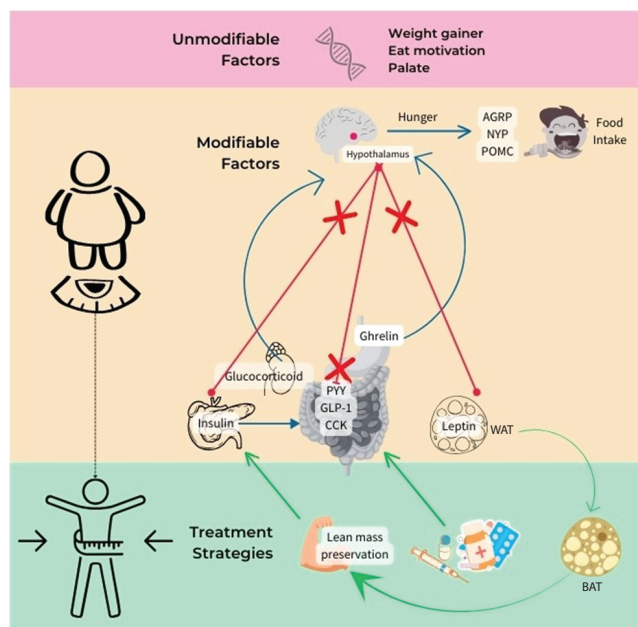 Unmodifiable
Factors
Weight gainer
Eat motivation
Palate
Modifiable
Factors
Hunger
Hypothalamus
AGRP
NYP
POMC
Food
Intake
Ghrelin
Glucocorticoid
PYY
GLP-1
CCK
Insulin
Leptin
WAT
Treatment
Strategies
Lean mass
preservation
BAT